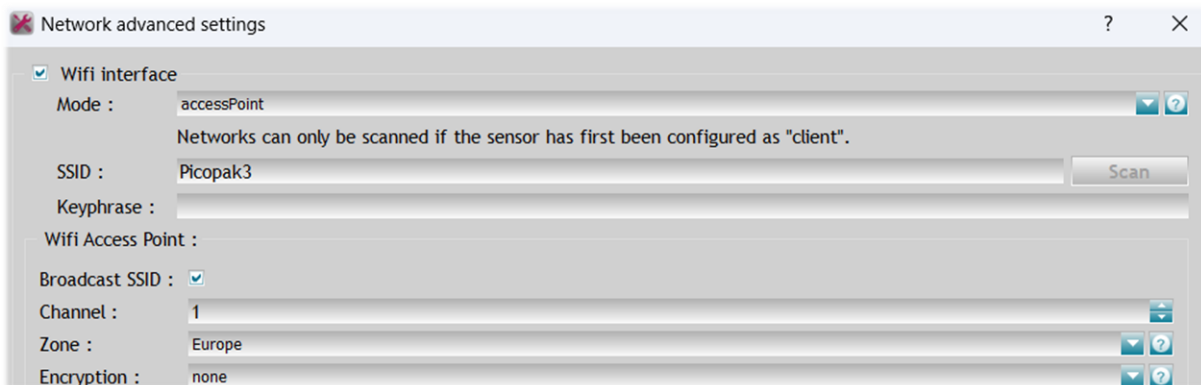 Network advanced settings ?
Wifi interface
Mode : accessPoint ?
Networks can only be scanned if the sensor has first been configured as "client".
SSID : Picopak3 Scan
Keyphrase :
Wifi Access Point :
Broadcast SSID :
Channel : 1
Zone : Europe ?
Encryption : none ?